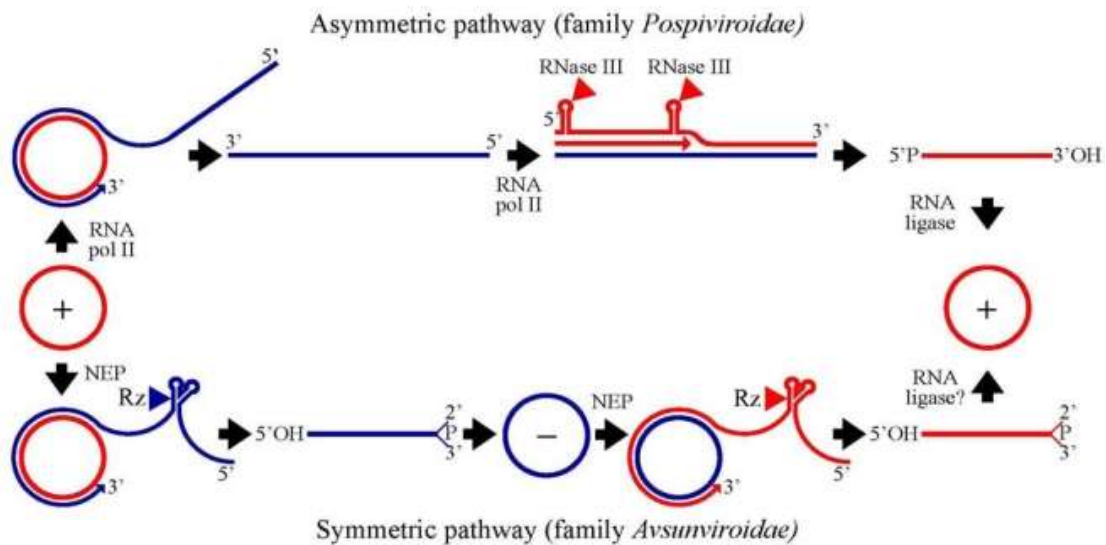 Asymmetric pathway (family Pospiviroidae)
5'
RNase III RNase III
5'
3'
3'
5'
3'
RNA
pol II
5'P
3'OH
RNA
pol II
RNA
ligase
+
+
NEP
Rz
3'
5'
5'OH
2'
P
3'
−
NEP
Rz
3'
5'
RNA
ligase?
5'OH
2'
P
3'
Symmetric pathway (family Avsunviroidae)